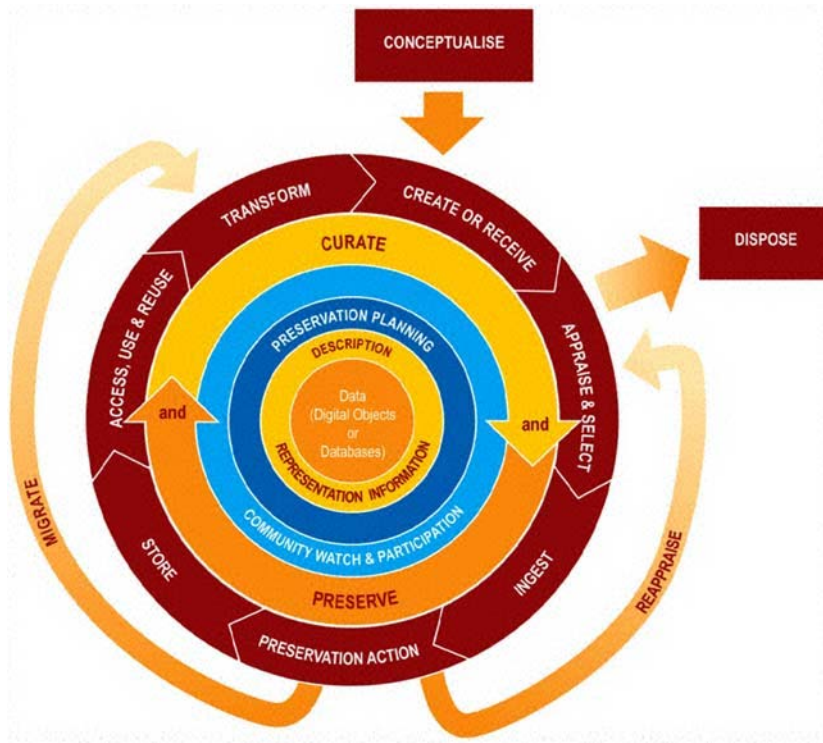 CONCEPTUALISE
CREATE OR RECEIVE
DISPOSE
APPRAISE & SELECT
REAPPRAISE
INGEST
PRESERVATION ACTION
MIGRATE
STORE
ACCESS, USE & REUSE
TRANSFORM
CURATE
and
PRESERVE
and
COMMUNITY WATCH & PARTICIPATION
PRESERVATION PLANNING
DESCRIPTION
REPRESENTATION INFORMATION
Data
(Digital Objects
or
Databases)